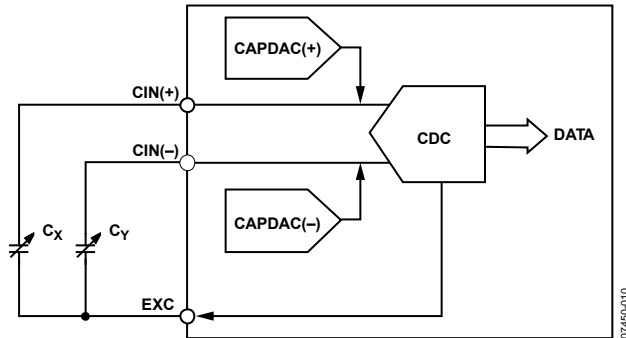 CAPDAC(+)
CIN(+)
CDC
DATA
CIN(–)
CAPDAC(–)
CX
CY
EXC
07450-010